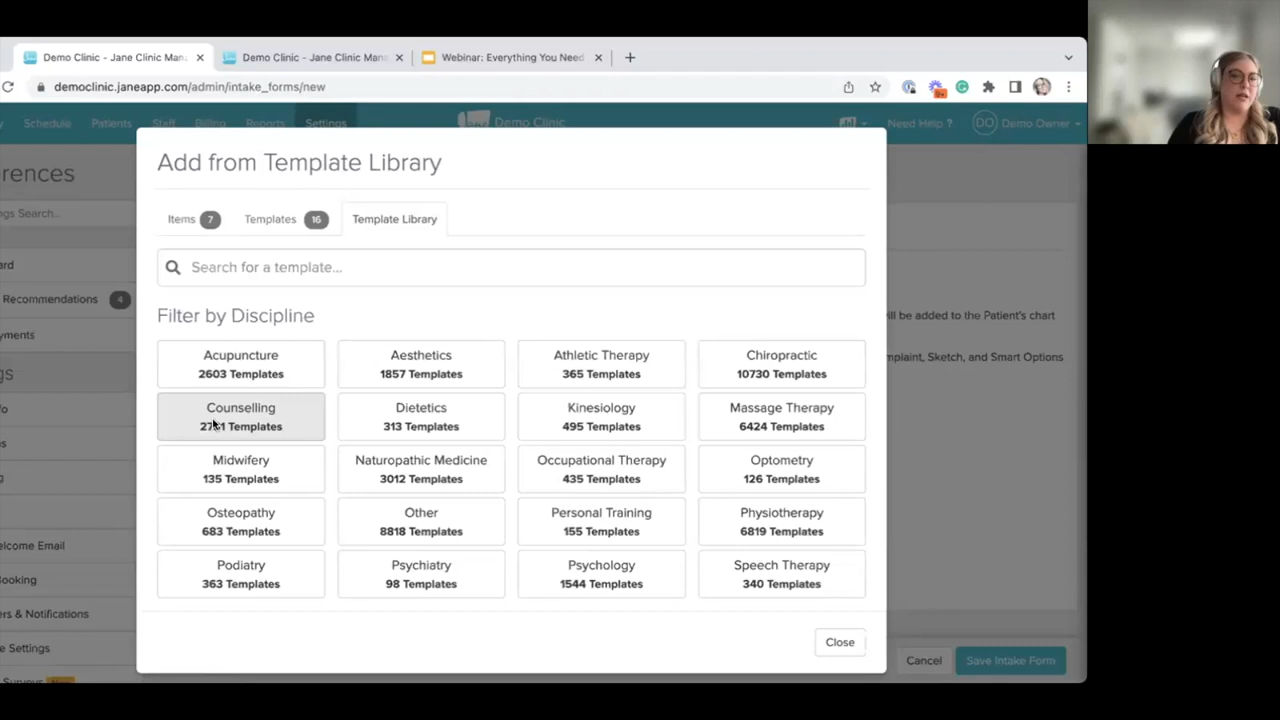 Demo Clinic - Jane Clinic Man
Demo Clinic - Jane Clinic Man
Webinar: Everything You Need
democlinic.janeapp.com/admin/intake_forms/new
Schedule Patients Staff Billing Reports Settings Demo Clinic Need Help ? DO Demo Owner
Add from Template Library
Items 7 Templates 16 Template Library
Search for a template...
Filter by Discipline
Acupuncture
2603 Templates
Aesthetics
1857 Templates
Athletic Therapy
365 Templates
Chiropractic
10730 Templates
Counselling
Templates
Dietetics
313 Templates
Kinesiology
495 Templates
Massage Therapy
6424 Templates
Midwifery
135 Templates
Naturopathic Medicine
3012 Templates
Occupational Therapy
435 Templates
Optometry
126 Templates
Osteopathy
683 Templates
Other
8818 Templates
Personal Training
155 Templates
Physiotherapy
6819 Templates
Podiatry
363 Templates
Psychiatry
98 Templates
Psychology
1544 Templates
Speech Therapy
340 Templates
Close
rences
ngs Search...
ard
Recommendations 4
yments
gs
fo
ns
g
elcome Email
Booking
ers & Notifications
e Settings
Surveys
ill be added to the Patient's chart
mplaint, Sketch, and Smart Options
Cancel Save Intake Form